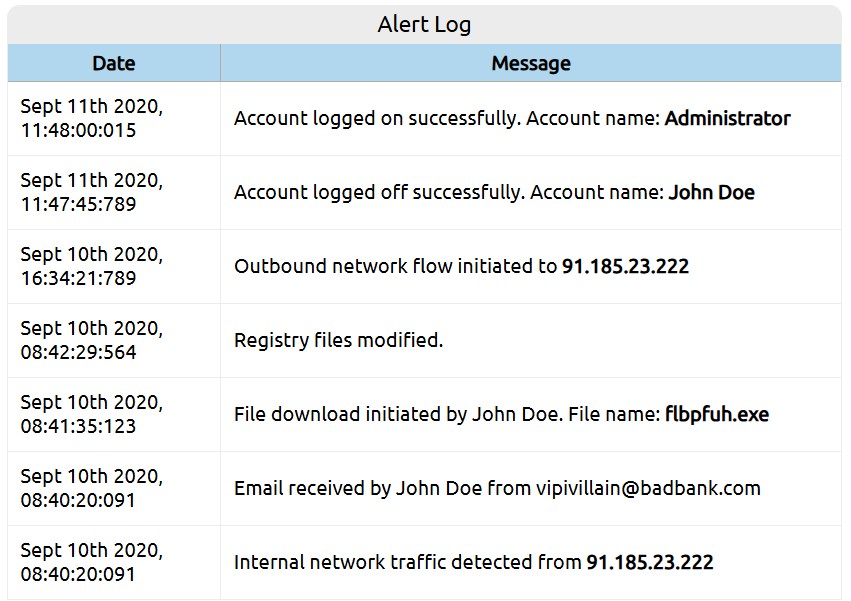 Alert Log
Date Message
Sept 11th 2020,
11:48:00:015
Account logged on successfully. Account name: Administrator
Sept 11th 2020,
11:47:45:789
Account logged off successfully. Account name: John Doe
Sept 10th 2020,
16:34:21:789
Outbound network flow initiated to 91.185.23.222
Sept 10th 2020,
08:42:29:564
Registry files modified.
Sept 10th 2020,
08:41:35:123
File download initiated by John Doe. File name: flbpfuh.exe
Sept 10th 2020,
08:40:20:091
Email received by John Doe from vipivillain@badbank.com
Sept 10th 2020,
08:40:20:091
Internal network traffic detected from 91.185.23.222